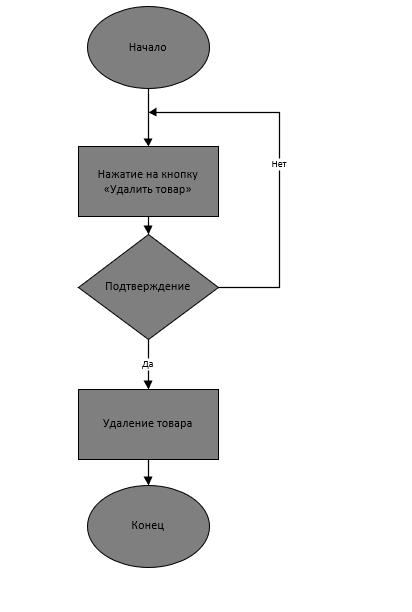 Начало
Нет
Нажатие на кнопку
«Удалить товар»
Подтверждение
Да
Удаление товара
Конец